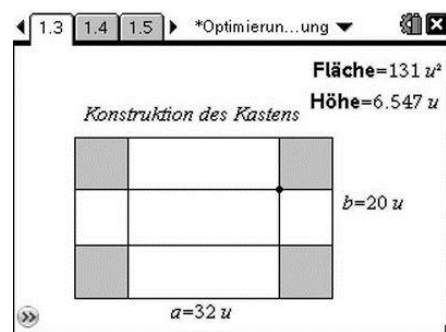 1.3 1.4 1.5 *Optimierun...ung
Fläche=131 u²
Höhe=6.547 u
Konstruktion des Kastens
b=20 u
a=32 u